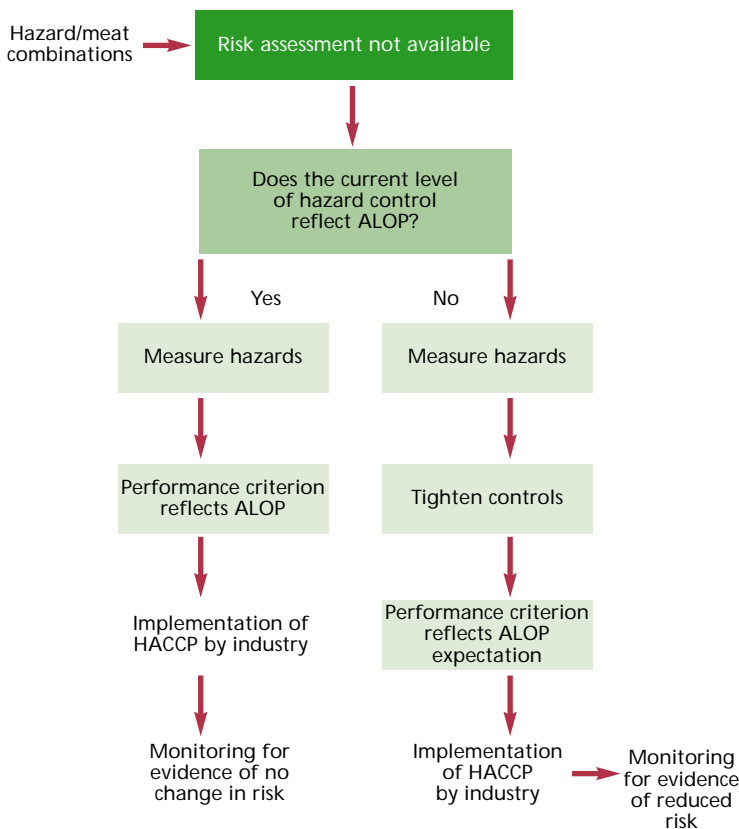 Hazard/meat
combinations
Risk assessment not available
Does the current level
of hazard control
reflect ALOP?
Yes
No
Measure hazards
Measure hazards
Performance criterion
reflects ALOP
Tighten controls
Implementation of
HACCP by industry
Performance criterion
reflects ALOP
expectation
Monitoring for
evidence of no
change in risk
Implementation
of HACCP
by industry
Monitoring
for evidence
of reduced
risk